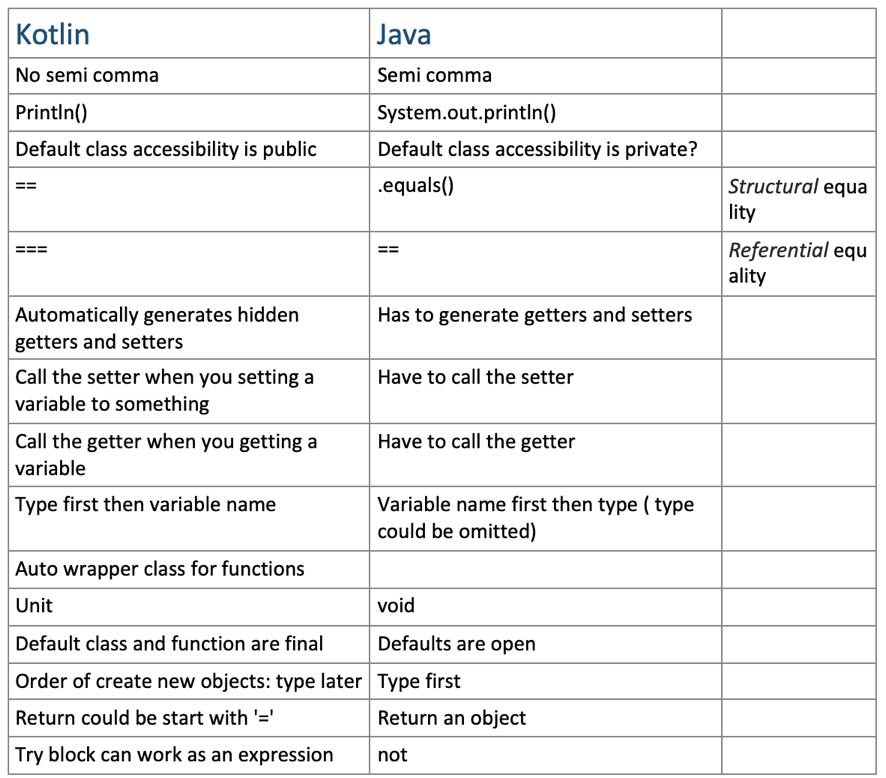 Kotlin Java
No semi comma Semi comma
Println() System.out.println()
Default class accessibility is public Default class accessibility is private?
== .equals() Structural equa
lity
=== == Referential equ
ality
Automatically generates hidden Has to generate getters and setters
getters and setters
Call the setter when you setting a Have to call the setter
variable to something
Call the getter when you getting a Have to call the getter
variable
Type first then variable name Variable name first then type ( type
could be omitted)
Auto wrapper class for functions
Unit void
Default class and function are final Defaults are open
Order of create new objects: type later Type first
Return could be start with '=' Return an object
Try block can work as an expression not